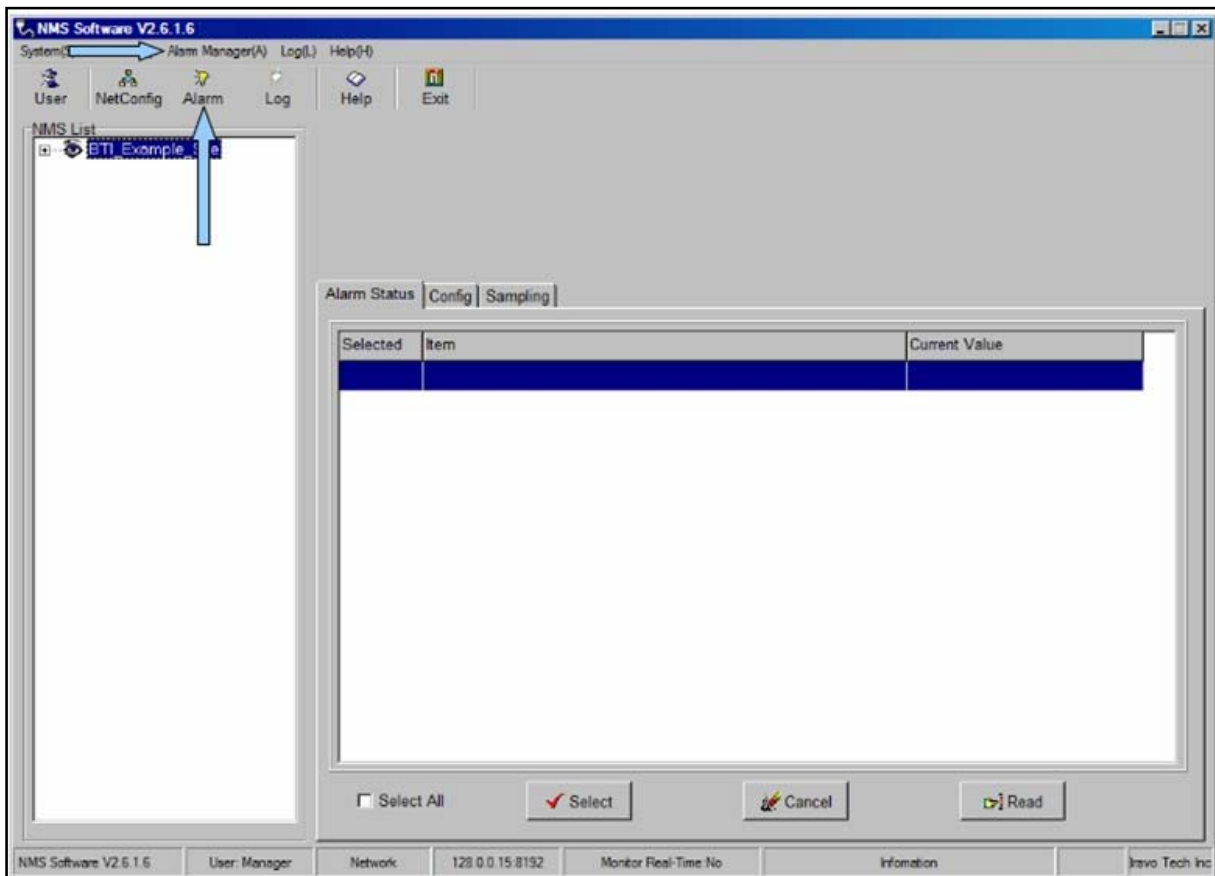 NMS Software V2.6.1.6
System(S Alarm Manager(A) Log(L) Help(H)
User NetConfig Alarm Log Help Exit
NMS List
BTI_Example_
Alarm Status Config Sampling
Selected Item Current Value
Select All Select Cancel Read
NMS Software V2.6.1.6 User: Manager Network 128.0.0.15:8192 Monitor Real-Time No Infomation Iravo Tech Inc